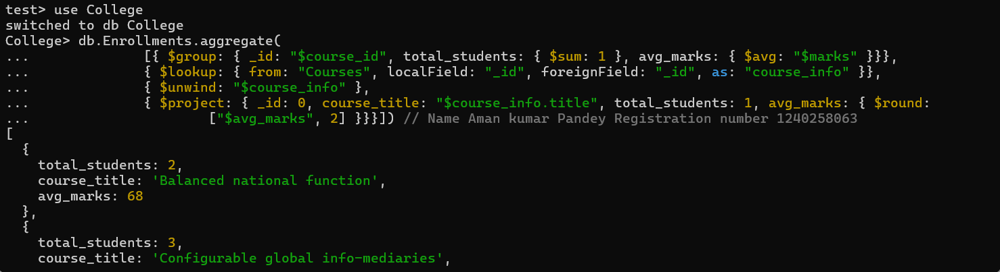 test> use College
switched to db College
College> db.Enrollments.aggregate(
...              [{ $group: { _id: "$course_id", total_students: { $sum: 1 }, avg_marks: { $avg: "$marks" }}},
...              { $lookup: { from: "Courses", localField: "_id", foreignField: "_id", as: "course_info" }},
...              { $unwind: "$course_info" },
...              { $project: { _id: 0, course_title: "$course_info.title", total_students: 1, avg_marks: { $round:
...                      ["$avg_marks", 2] }}}]) // Name Aman kumar Pandey Registration number 1240258063
[
  {
    total_students: 2,
    course_title: 'Balanced national function',
    avg_marks: 68
  },
  {
    total_students: 3,
    course_title: 'Configurable global info-mediaries',